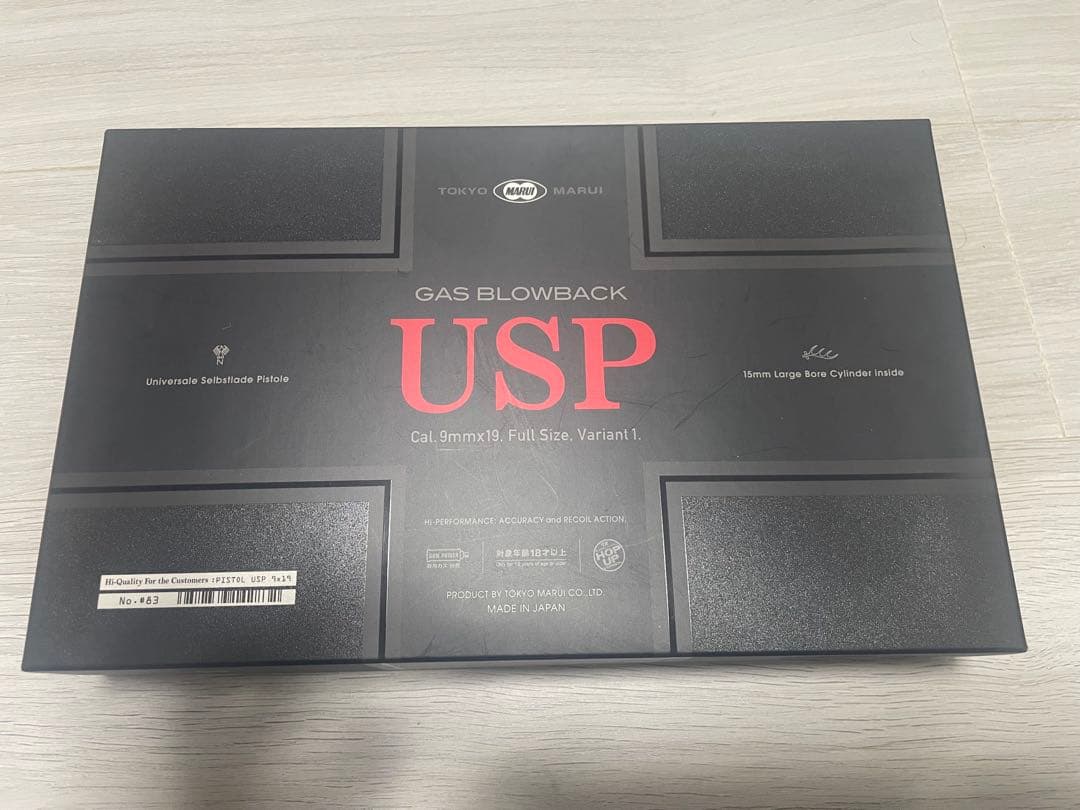 TOKYO MARUI MARUI
GAS BLOWBACK
USP
Cal. 9mmx19. Full Size. Variant 1.
Universale Selbstlade Pistole
15mm Large Bore Cylinder inside
HI-PERFORMANCE: ACCURACY and RECOIL ACTION.
GUN POWER
対象年齢18才以上
HOP UP
Hi-Quality For the Customers : PISTOL USP 9x19
No.#83
PRODUCT BY TOKYO MARUI CO., LTD.
MADE IN JAPAN